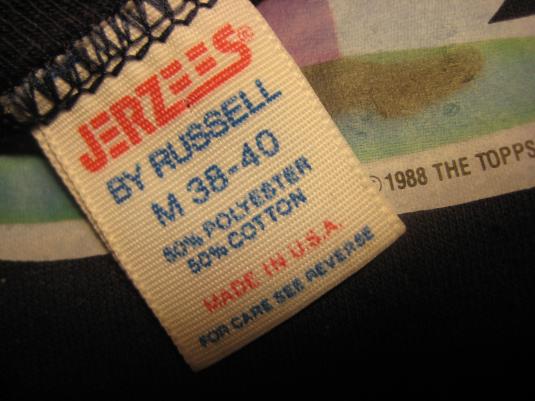 JERZEES®
BY RUSSELL
M 38-40
50% POLYESTER
50% COTTON
MADE IN U.S.A.
FOR CARE SEE REVERSE
©1988 THE TOPPS